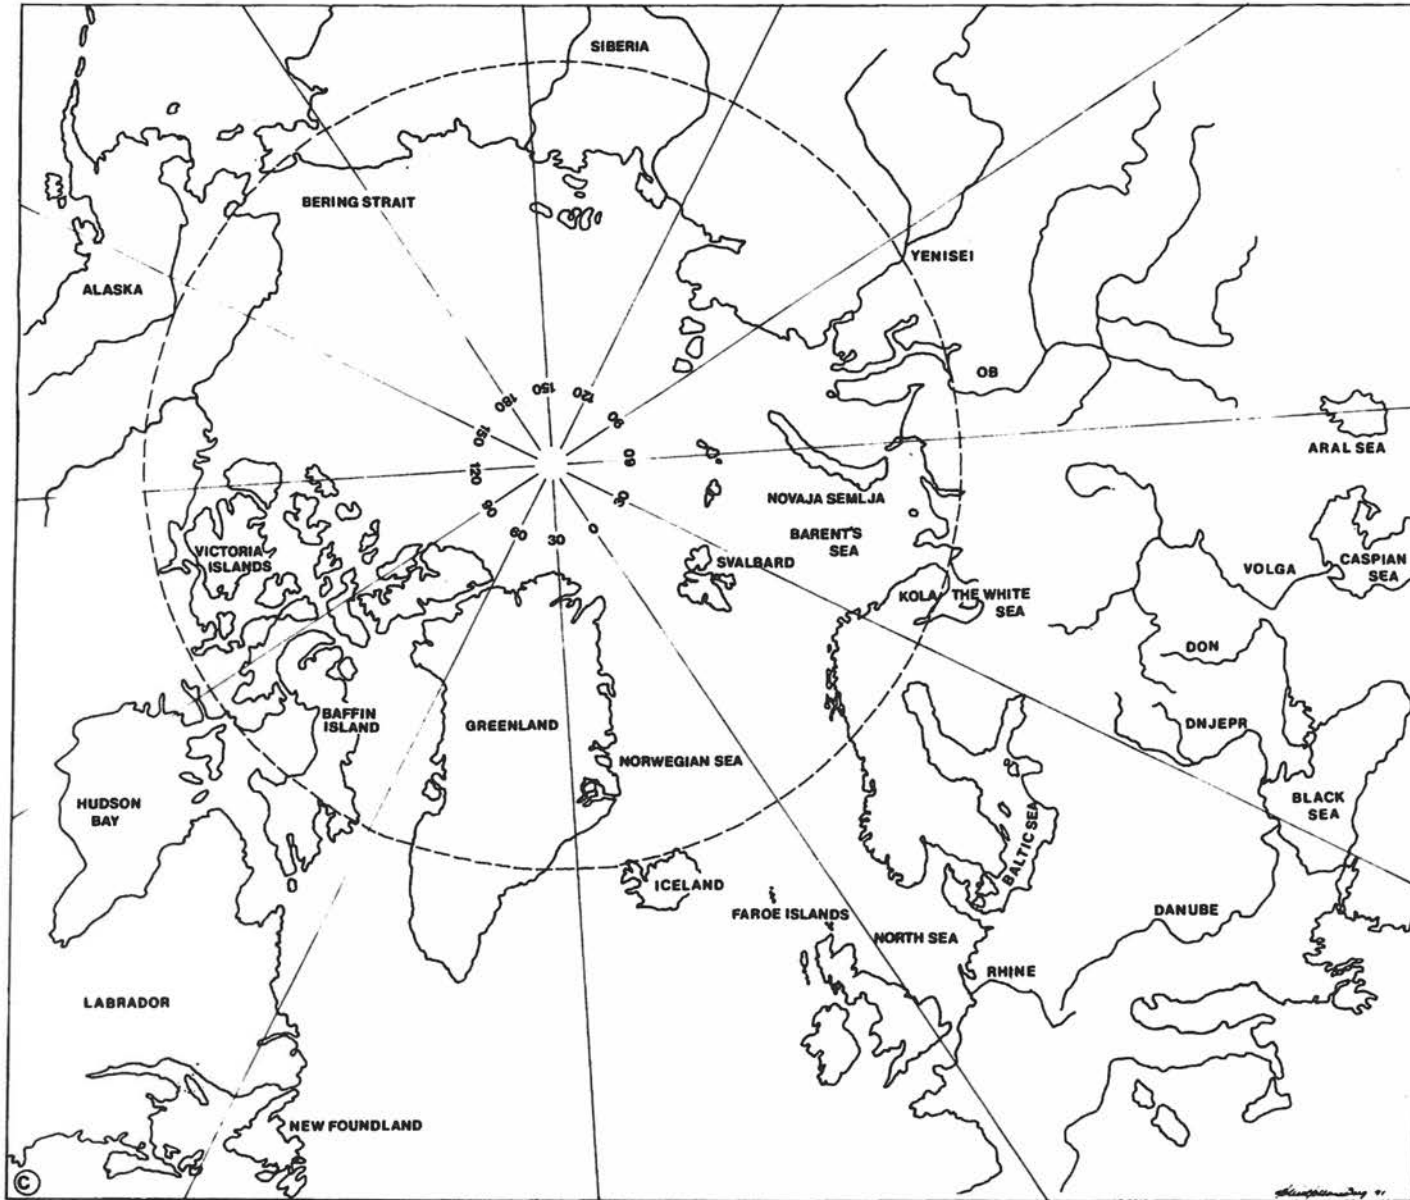 SIBERIA
BERING STRAIT
YENISEI
ALASKA
OB
180
150
120
90
150
60
120
30
90
60
30
0
ARAL SEA
NOVAJA SEMLJA
BARENT'S
SEA
SVALBARD
VICTORIA
ISLANDS
VOLGA
CASPIAN
SEA
KOLA
THE WHITE
SEA
DON
BAFFIN
ISLAND
GREENLAND
DNJEPR
NORWEGIAN SEA
HUDSON
BAY
BLACK
SEA
BALTIC SEA
ICELAND
FAROE ISLANDS
DANUBE
NORTH SEA
RHINE
LABRADOR
NEW FOUNDLAND
C